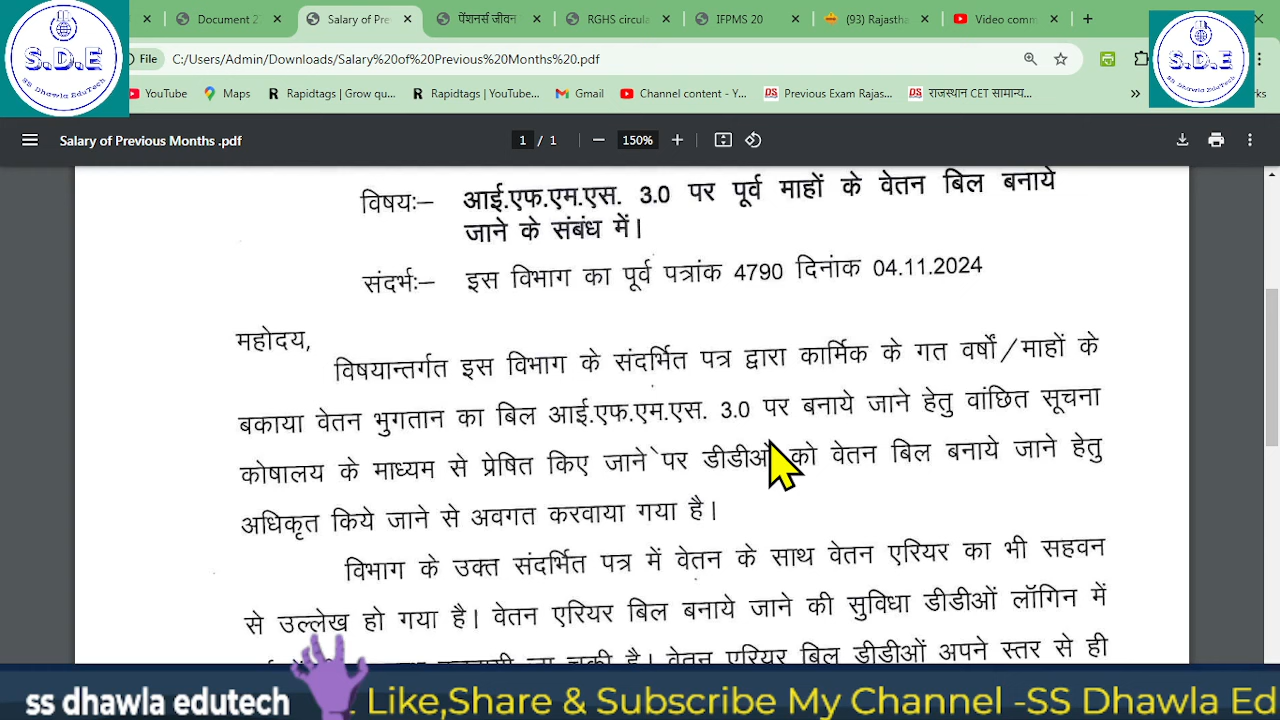 Document 2
Salary of Pre
पेंशनर्स जीवन
RGHS circula
IFPMS 20
(93) Rajastha
Video comm
S.D.E
SS Dhawla EduTech
S.D.E
SS Dhawla EduTech
File C:/Users/Admin/Downloads/Salary%20of%20Previous%20Months%20.pdf
YouTube
Maps
Rapidtags | Grow qu...
Rapidtags | YouTube...
Gmail
Channel content - Y...
Previous Exam Rajas...
राजस्थान CET सामान्य...
Salary of Previous Months .pdf
1 / 1
150%
विषयः– आई.एफ.एम.एस. 3.0 पर पूर्व माहों के वेतन बिल बनाये
जाने के संबंध में।
संदर्भः– इस विभाग का पूर्व पत्रांक 4790 दिनांक 04.11.2024
महोदय,
विषयान्तर्गत इस विभाग के संदर्भित पत्र द्वारा कार्मिक के गत वर्षों/माहों के
बकाया वेतन भुगतान का बिल आई.एफ.एम.एस. 3.0 पर बनाये जाने हेतु वांछित सूचना
कोषालय के माध्यम से प्रेषित किए जाने पर डीडीओ को वेतन बिल बनाये जाने हेतु
अधिकृत किये जाने से अवगत करवाया गया है।
विभाग के उक्त संदर्भित पत्र में वेतन के साथ वेतन एरियर का भी सहवन
से उल्लेख हो गया है। वेतन एरियर बिल बनाये जाने की सुविधा डीडीओं लॉगिन में
जा चुकी है। वेतन एरियर बिल डीडीओं अपने स्तर से ही
ss dhawla edutech
. Like,Share & Subscribe My Channel -SS Dhawla Ed